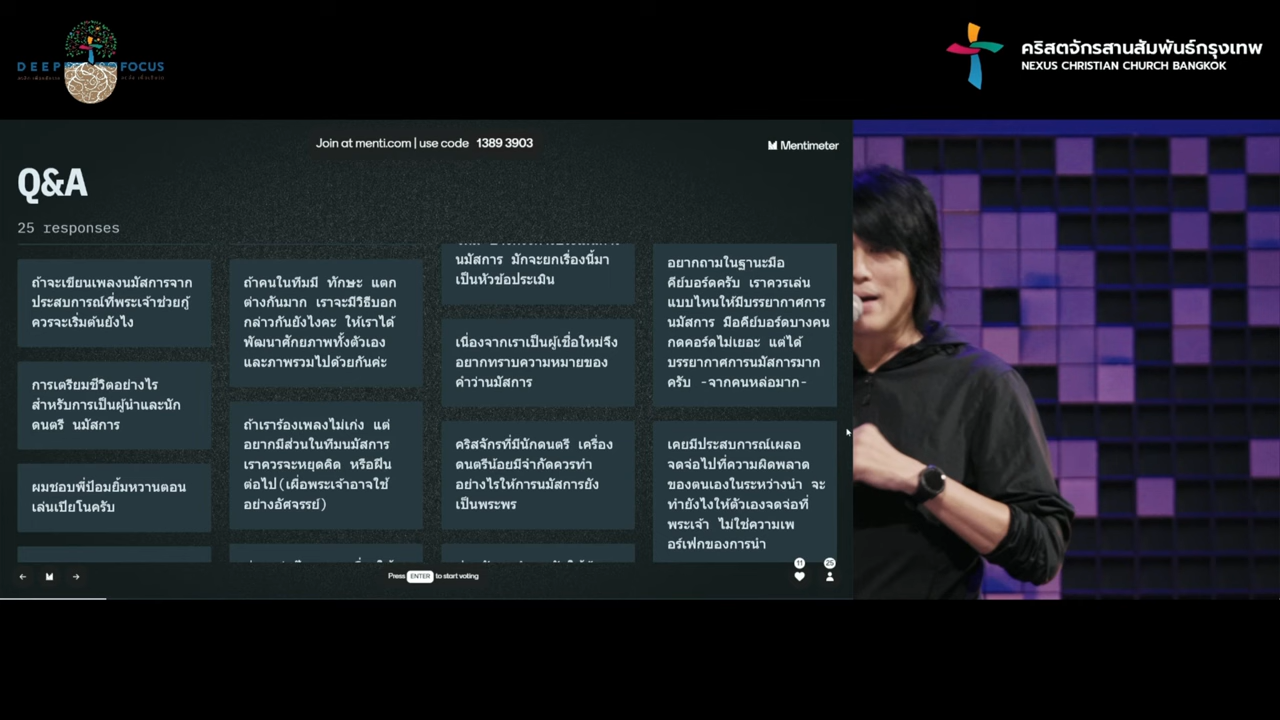 DEEP FOCUS
คริสตจักรสานสัมพันธ์กรุงเทพ
NEXUS CHRISTIAN CHURCH BANGKOK
Join at menti.com | use code 1389 3903
Mentimeter
Q&A
25 responses
ถ้าจะเขียนเพลงนมัสการจาก
ประสบการณ์ที่พระเจ้าช่วยกู้
ควรจะเริ่มต้นยังไง
การเตรียมชีวิตอย่างไร
สำหรับการเป็นผู้นำและนัก
ดนตรี นมัสการ
ผมชอบพี่ป้อมยิ้มหวานตอน
เล่นเปียโนครับ
ถ้าคนในทีมมี ทักษะ แตก
ต่างกันมาก เราจะมีวิธีบอก
กล่าวกันยังไงคะ ให้เราได้
พัฒนาศักยภาพทั้งตัวเอง
และภาพรวมไปด้วยกันค่ะ
ถ้าเราร้องเพลงไม่เก่ง แต่
อยากมีส่วนในทีมนมัสการ
เราควรจะหยุดคิด หรือฝืน
ต่อไป(เผื่อพระเจ้าอาจใช้
อย่างอัศจรรย์)
นมัสการ มักจะยกเรื่องนี้มา
เป็นหัวข้อประเมิน
เนื่องจากเราเป็นผู้เชื่อใหม่จึง
อยากทราบความหมายของ
คำว่านมัสการ
คริสจักรที่มีนักดนตรี เครื่อง
ดนตรีน้อยมีจำกัดควรทำ
อย่างไรให้การนมัสการยัง
เป็นพระพร
อยากถามในฐานะมือ
คีย์บอร์ดครับ เราควรเล่น
แบบไหนให้มีบรรยากาศการ
นมัสการ มือคีย์บอร์ดบางคน
กดคอร์ดไม่เยอะ แต่ได้
บรรยากาศการนมัสการมาก
ครับ -จากคนหล่อมาก-
เคยมีประสบการณ์เผลอ
จดจ่อไปที่ความผิดพลาด
ของตนเองในระหว่างนำ จะ
ทำยังไงให้ตัวเองจดจ่อที่
พระเจ้า ไม่ใช่ความเพ
อร์เฟกของการนำ
Press ENTER to start voting
11
25